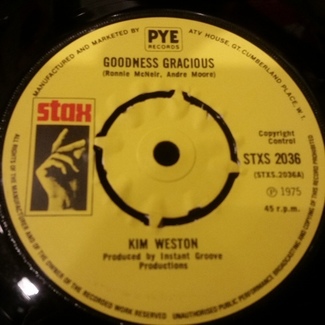 MANUFACTURED AND MARKETED BY
PYE
RECORDS
ATV HOUSE, GT. CUMBERLAND PLACE, W.1.
GOODNESS GRACIOUS
(Ronnie McNeir, Andre Moore)
stax
Copyright
Control
STXS 2036
(STXS.2036A)
℗ 1975
45 r.p.m.
KIM WESTON
Produced by Instant Groove
Productions
ALL RIGHTS OF THE MANUFACTURER AND OF THE OWNER OF THE RECORDED WORK RESERVED UNAUTHORISED PUBLIC PERFORMANCE BROADCASTING AND COPYING OF THIS RECORD PROHIBITED